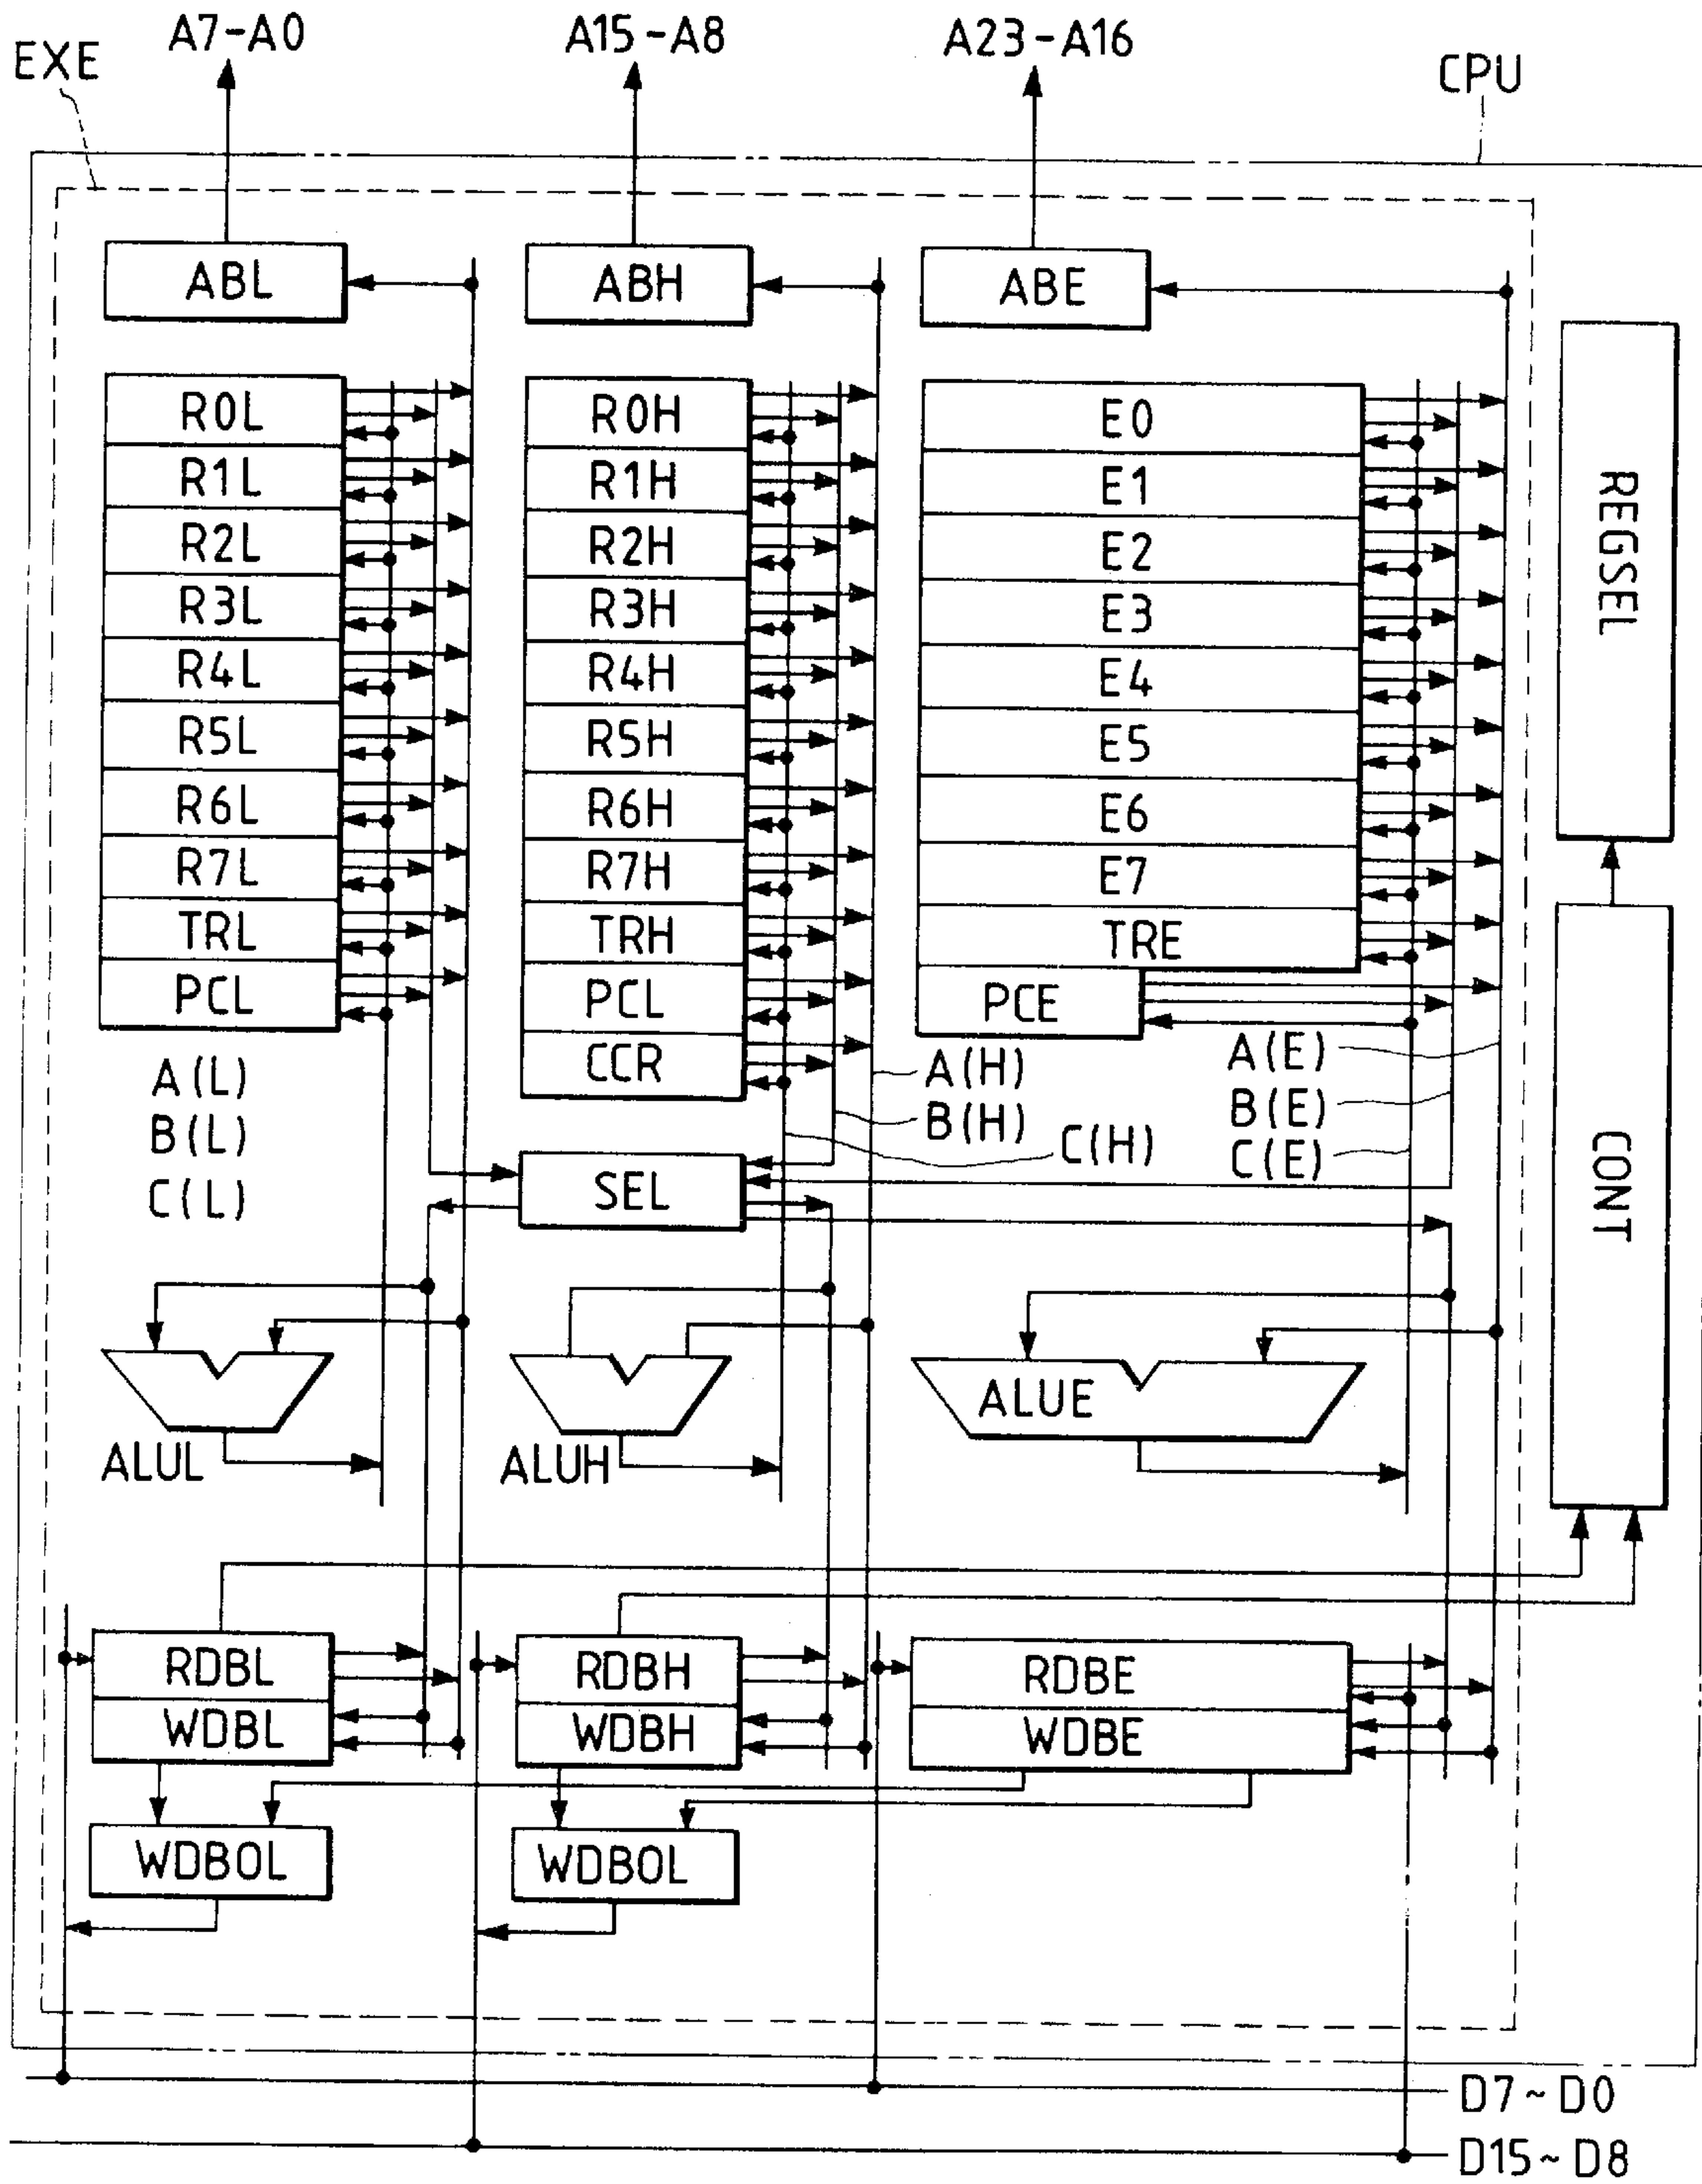 A7-A0
A15-A8
A23-A16
EXE
CPU
ABL
ABH
ABE
R0L
R1L
R2L
R3L
R4L
R5L
R6L
R7L
TRL
PCL
R0H
R1H
R2H
R3H
R4H
R5H
R6H
R7H
TRH
PCL
CCR
E0
E1
E2
E3
E4
E5
E6
E7
TRE
PCE
REGSEL
CONT
A(L)
B(L)
C(L)
A(H)
B(H)
C(H)
A(E)
B(E)
C(E)
SEL
ALUL
ALUH
ALUE
RDBL
WDBL
RDBH
WDBH
RDBE
WDBE
WDBOL
WDBOL
D7~D0
D15~D8